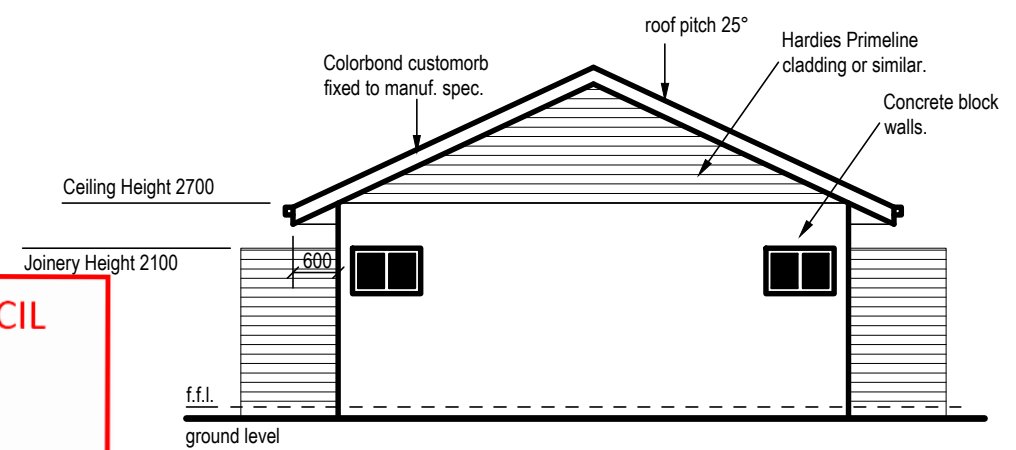 roof pitch 25°
Hardies Primeline
cladding or similar.
Colorbond customorb
fixed to manuf. spec.
Concrete block
walls.
Ceiling Height 2700
Joinery Height 2100
600
CIL
f.f.l.
ground level